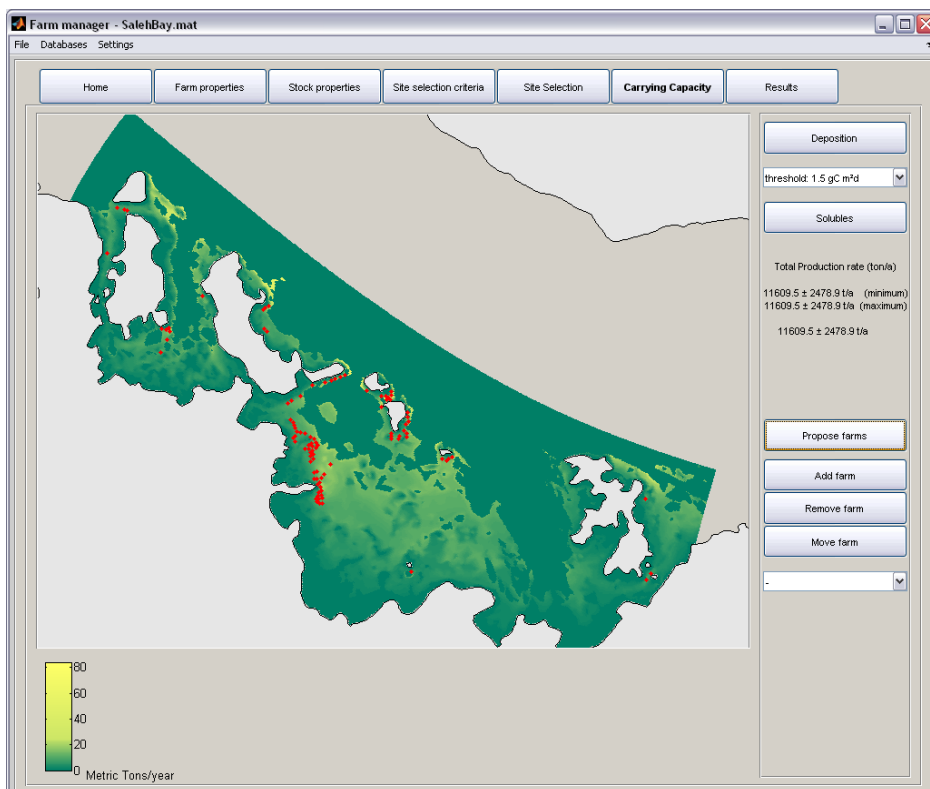 Farm manager - SalehBay.mat
File Databases Settings
Home Farm properties Stock properties Site selection criteria Site Selection Carrying Capacity Results
Deposition
threshold: 1.5 gC m²d
Solubles
Total Production rate (ton/a)
11609.5 ± 2478.9 t/a (minimum)
11609.5 ± 2478.9 t/a (maximum)
11609.5 ± 2478.9 t/a
Propose farms
Add farm
Remove farm
Move farm
-
80
60
40
20
0
Metric Tons/year